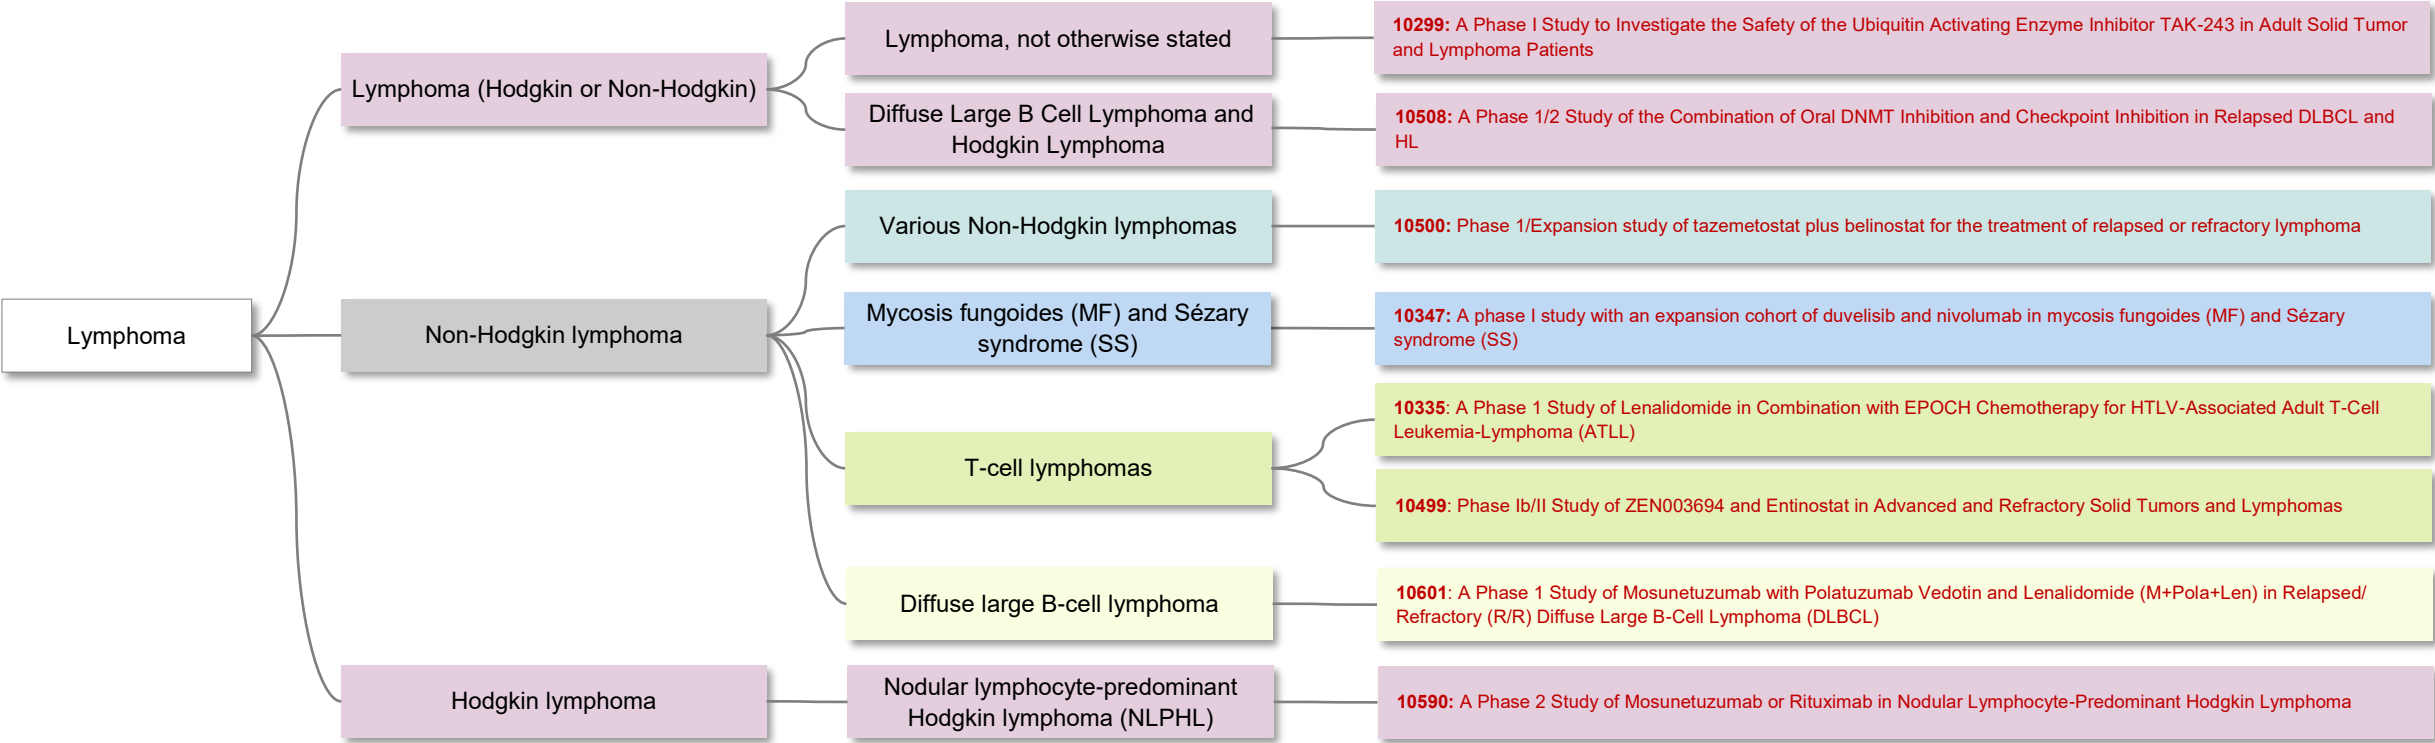 Lymphoma
Lymphoma (Hodgkin or Non-Hodgkin)
Lymphoma, not otherwise stated
10299: A Phase I Study to Investigate the Safety of the Ubiquitin Activating Enzyme Inhibitor TAK-243 in Adult Solid Tumor
and Lymphoma Patients
Diffuse Large B Cell Lymphoma and
Hodgkin Lymphoma
10508: A Phase 1/2 Study of the Combination of Oral DNMT Inhibition and Checkpoint Inhibition in Relapsed DLBCL and
HL
Non-Hodgkin lymphoma
Various Non-Hodgkin lymphomas
10500: Phase 1/Expansion study of tazemetostat plus belinostat for the treatment of relapsed or refractory lymphoma
Mycosis fungoides (MF) and Sézary
syndrome (SS)
10347: A phase I study with an expansion cohort of duvelisib and nivolumab in mycosis fungoides (MF) and Sézary
syndrome (SS)
T-cell lymphomas
10335: A Phase 1 Study of Lenalidomide in Combination with EPOCH Chemotherapy for HTLV-Associated Adult T-Cell
Leukemia-Lymphoma (ATLL)
10499: Phase Ib/II Study of ZEN003694 and Entinostat in Advanced and Refractory Solid Tumors and Lymphomas
Diffuse large B-cell lymphoma
10601: A Phase 1 Study of Mosunetuzumab with Polatuzumab Vedotin and Lenalidomide (M+Pola+Len) in Relapsed/
Refractory (R/R) Diffuse Large B-Cell Lymphoma (DLBCL)
Hodgkin lymphoma
Nodular lymphocyte-predominant
Hodgkin lymphoma (NLPHL)
10590: A Phase 2 Study of Mosunetuzumab or Rituximab in Nodular Lymphocyte-Predominant Hodgkin Lymphoma